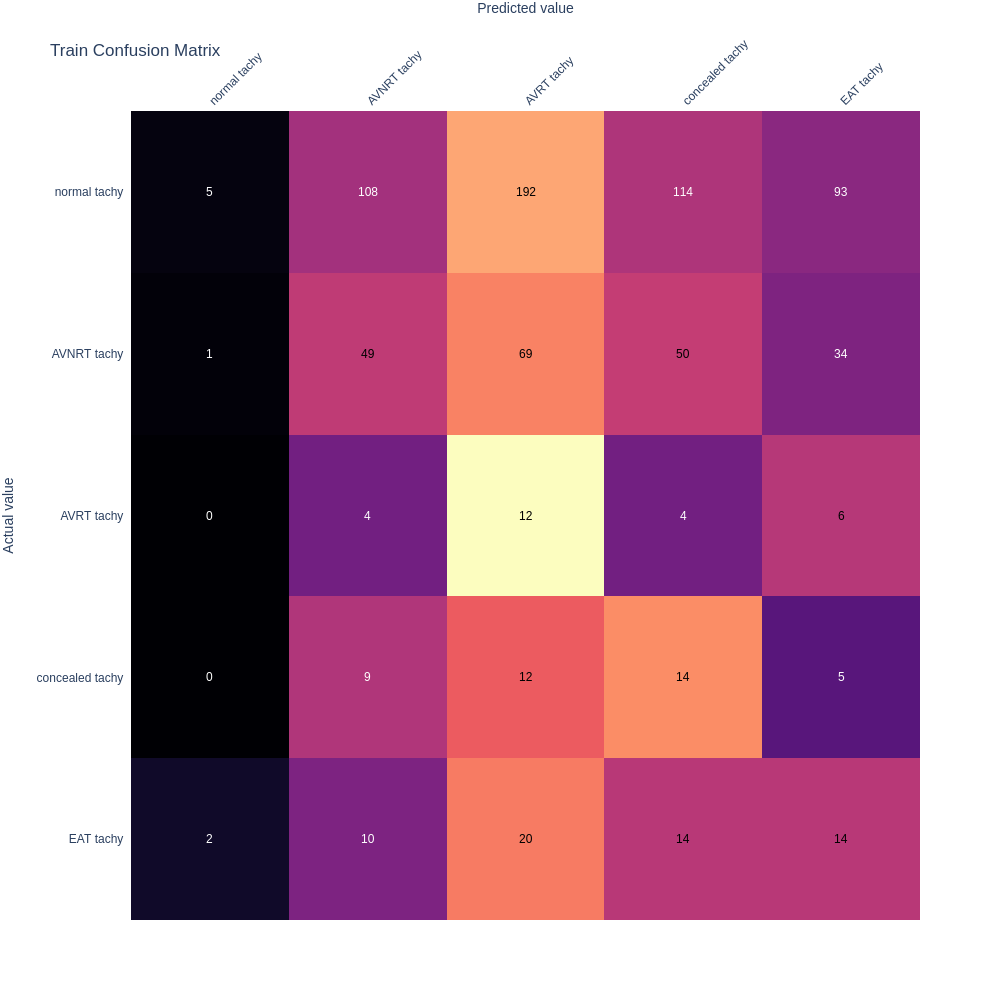 Predicted value
Train Confusion Matrix
normal tachy
AVNRT tachy
AVRT tachy
concealed tachy
EAT tachy
normal tachy 5 108 192 114 93
AVNRT tachy 1 49 69 50 34
AVRT tachy 0 4 12 4 6
concealed tachy 0 9 12 14 5
EAT tachy 2 10 20 14 14
Actual value